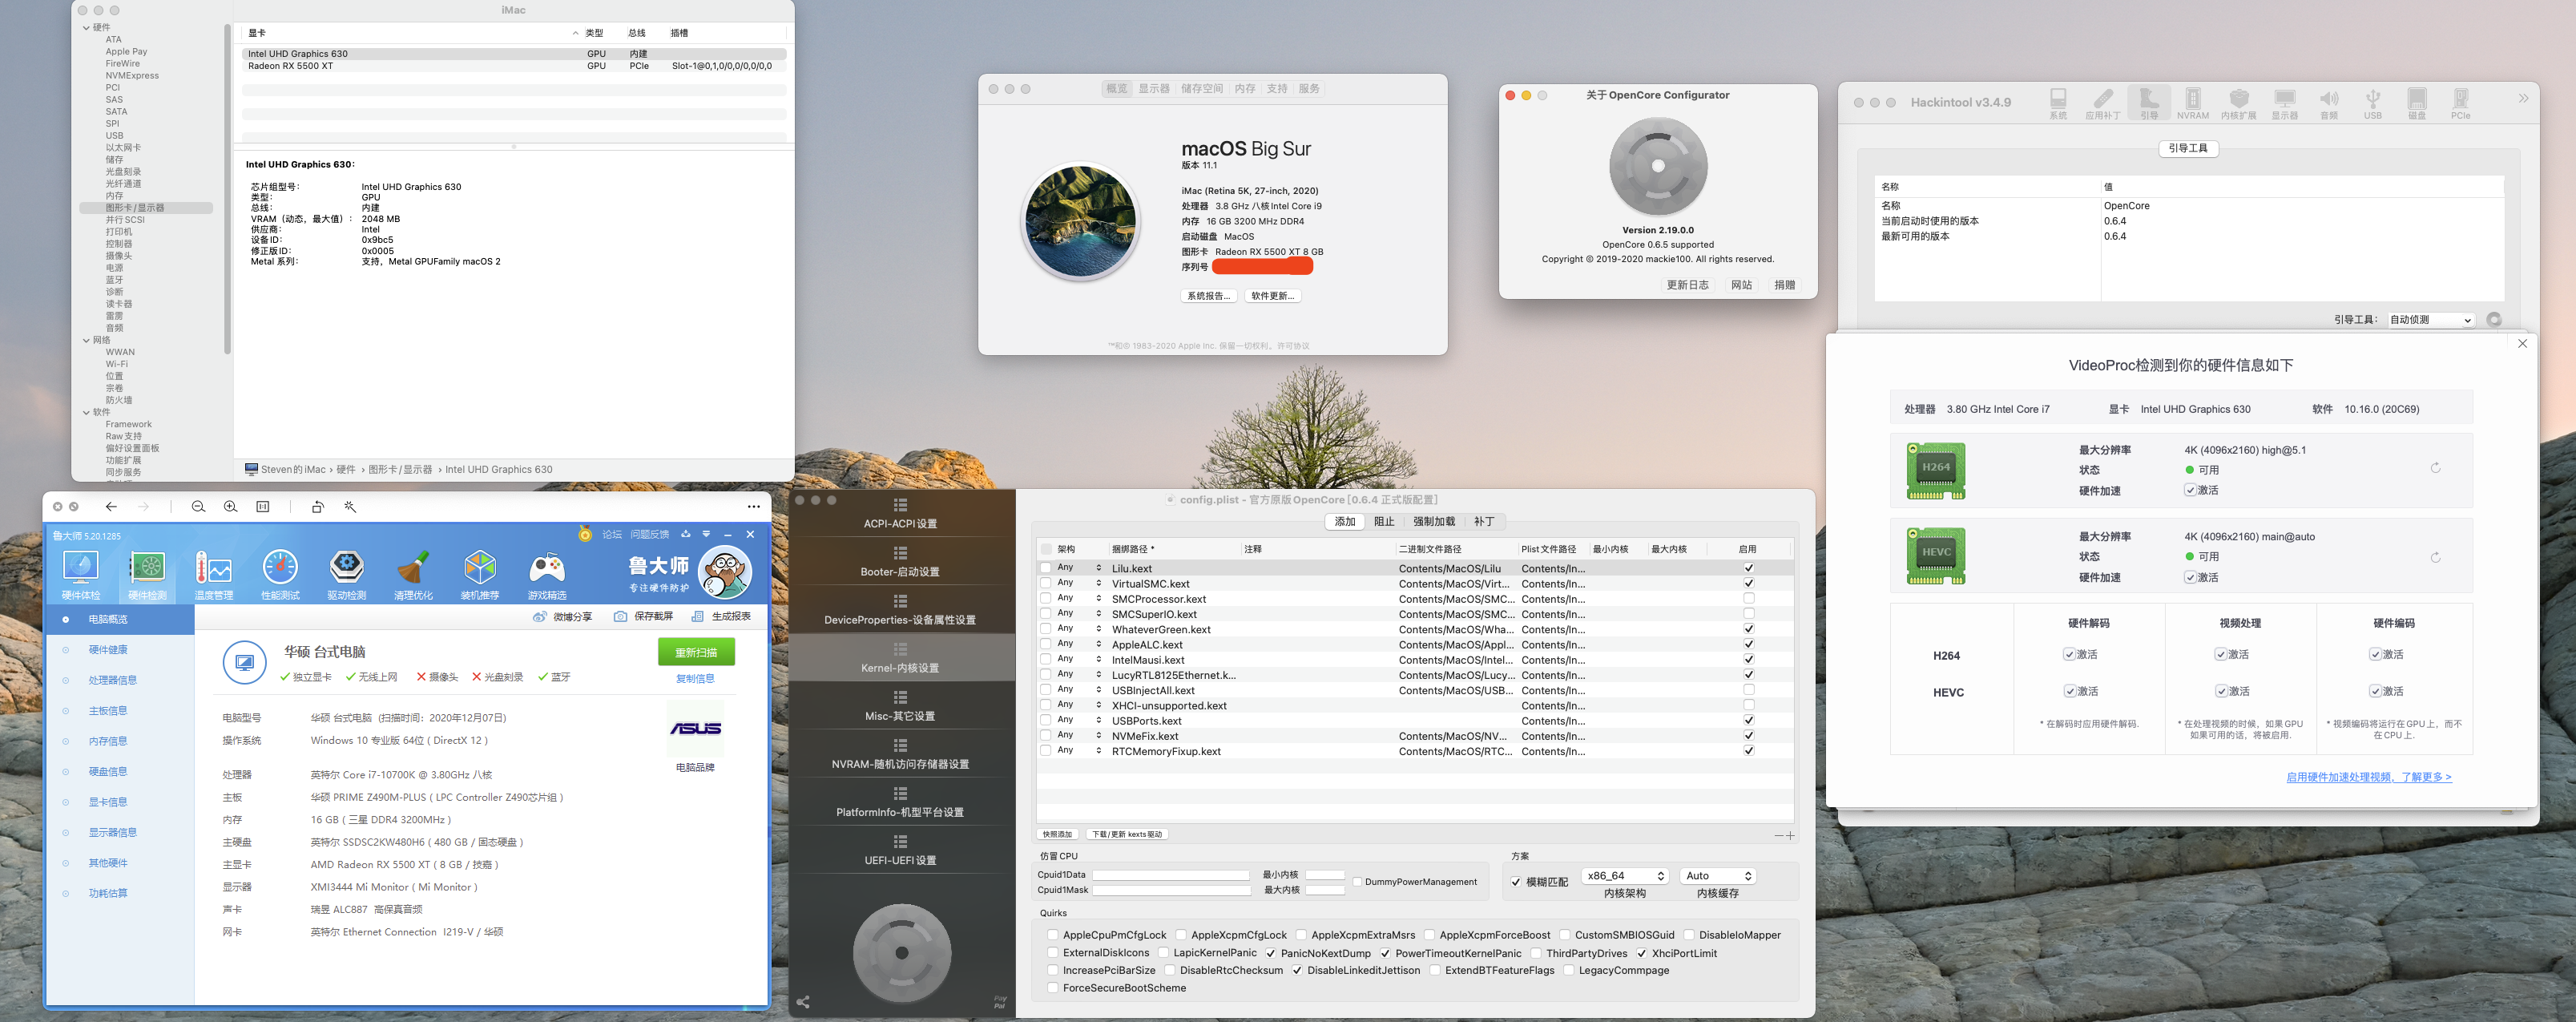 iMac
硬件
ATA
Apple Pay
FireWire
NVMExpress
PCI
SAS
SATA
SPI
USB
以太网卡
储存
光盘刻录
光纤通道
内存
图形卡/显示器
并行SCSI
打印机
控制器
摄像头
电源
蓝牙
诊断
读卡器
雷雳
音频
网络
WWAN
Wi-Fi
位置
宗卷
防火墙
软件
Framework
Raw支持
偏好设置面板
功能扩展
同步服务
显卡 类型 总线 插槽
Intel UHD Graphics 630 GPU 内建
Radeon RX 5500 XT GPU PCIe Slot-1@0,1,0/0,0/0,0/0,0
Intel UHD Graphics 630：
芯片组型号： Intel UHD Graphics 630
类型： GPU
总线： 内建
VRAM（动态，最大值）： 2048 MB
供应商： Intel
设备ID： 0x9bc5
修正版ID： 0x0005
Metal 系列： 支持，Metal GPUFamily macOS 2
Steven的iMac › 硬件 › 图形卡/显示器 › Intel UHD Graphics 630
概览 显示器 储存空间 内存 支持 服务
macOS Big Sur
版本 11.1
iMac (Retina 5K, 27-inch, 2020)
处理器 3.8 GHz 八核Intel Core i9
内存 16 GB 3200 MHz DDR4
启动磁盘 MacOS
图形卡 Radeon RX 5500 XT 8 GB
序列号
系统报告... 软件更新...
™和© 1983-2020 Apple Inc. 保留一切权利。许可协议
关于 OpenCore Configurator
Version 2.19.0.0
OpenCore 0.6.5 supported
Copyright © 2019-2020 mackie100. All rights reserved.
更新日志 网站 捐赠
Hackintool v3.4.9
系统 应用补丁 引导 NVRAM 内核扩展 显示器 音频 USB 磁盘 PCIe
引导工具
名称 值
名称 OpenCore
当前启动时使用的版本 0.6.4
最新可用的版本 0.6.4
引导工具： 自动侦测
VideoProc检测到你的硬件信息如下
处理器 3.80 GHz Intel Core i7 显卡 Intel UHD Graphics 630 软件 10.16.0 (20C69)
H264
最大分辨率 4K (4096x2160) high@5.1
状态 可用
硬件加速 激活
HEVC
最大分辨率 4K (4096x2160) main@auto
状态 可用
硬件加速 激活
硬件解码 视频处理 硬件编码
H264 激活 激活 激活
HEVC 激活 激活 激活
* 在解码时应用硬件解码. * 在处理视频的时候，如果GPU如果可用的话，将被启用. * 视频编码将运行在GPU上，而不在CPU上.
启用硬件加速处理视频，了解更多 >
鲁大师 5.20.1285
论坛 问题反馈
硬件体检 硬件检测 温度管理 性能测试 驱动检测 清理优化 装机推荐 游戏精选
鲁大师
专注硬件防护
微博分享 保存截屏 生成报表
电脑概览
硬件健康
处理器信息
主板信息
内存信息
硬盘信息
显卡信息
显示器信息
其他硬件
功耗估算
华硕 台式电脑
独立显卡 无线上网 摄像头 光盘刻录 蓝牙
重新扫描
复制信息
电脑型号 华硕 台式电脑 (扫描时间：2020年12月07日)
操作系统 Windows 10 专业版 64位 ( DirectX 12 )
ASUS
电脑品牌
处理器 英特尔 Core i7-10700K @ 3.80GHz 八核
主板 华硕 PRIME Z490M-PLUS ( LPC Controller Z490芯片组 )
内存 16 GB ( 三星 DDR4 3200MHz )
主硬盘 英特尔 SSDSC2KW480H6 ( 480 GB / 固态硬盘 )
主显卡 AMD Radeon RX 5500 XT ( 8 GB / 技嘉 )
显示器 XMI3444 Mi Monitor ( Mi Monitor )
声卡 瑞昱 ALC887 高保真音频
网卡 英特尔 Ethernet Connection I219-V / 华硕
config.plist - 官方原版OpenCore[0.6.4 正式版配置]
ACPI-ACPI设置
Booter-启动设置
DeviceProperties-设备属性设置
Kernel-内核设置
Misc-其它设置
NVRAM-随机访问存储器设置
PlatformInfo-机型平台设置
UEFI-UEFI设置
PayPal
添加 阻止 强制加载 补丁
架构 捆绑路径 * 注释 二进制文件路径 Plist文件路径 最小内核 最大内核 启用
Any Lilu.kext Contents/MacOS/Lilu Contents/In...
Any VirtualSMC.kext Contents/MacOS/Virt... Contents/In...
Any SMCProcessor.kext Contents/MacOS/SMC... Contents/In...
Any SMCSuperIO.kext Contents/MacOS/SMC... Contents/In...
Any WhateverGreen.kext Contents/MacOS/Wha... Contents/In...
Any AppleALC.kext Contents/MacOS/Appl... Contents/In...
Any IntelMausi.kext Contents/MacOS/Intel... Contents/In...
Any LucyRTL8125Ethernet.k... Contents/MacOS/Lucy... Contents/In...
Any USBInjectAll.kext Contents/MacOS/USB... Contents/In...
Any XHCI-unsupported.kext Contents/In...
Any USBPorts.kext Contents/In...
Any NVMeFix.kext Contents/MacOS/NV... Contents/In...
Any RTCMemoryFixup.kext Contents/MacOS/RTC... Contents/In...
快照添加 下载/更新 kexts驱动
仿冒CPU
Cpuid1Data 最小内核
Cpuid1Mask 最大内核
DummyPowerManagement
方案
模糊匹配 x86_64 Auto
内核架构 内核缓存
Quirks
AppleCpuPmCfgLock AppleXcpmCfgLock AppleXcpmExtraMsrs AppleXcpmForceBoost CustomSMBIOSGuid DisableIoMapper
ExternalDiskIcons LapicKernelPanic PanicNoKextDump PowerTimeoutKernelPanic ThirdPartyDrives XhciPortLimit
IncreasePciBarSize DisableRtcChecksum DisableLinkeditJettison ExtendBTFeatureFlags LegacyCommpage
ForceSecureBootScheme